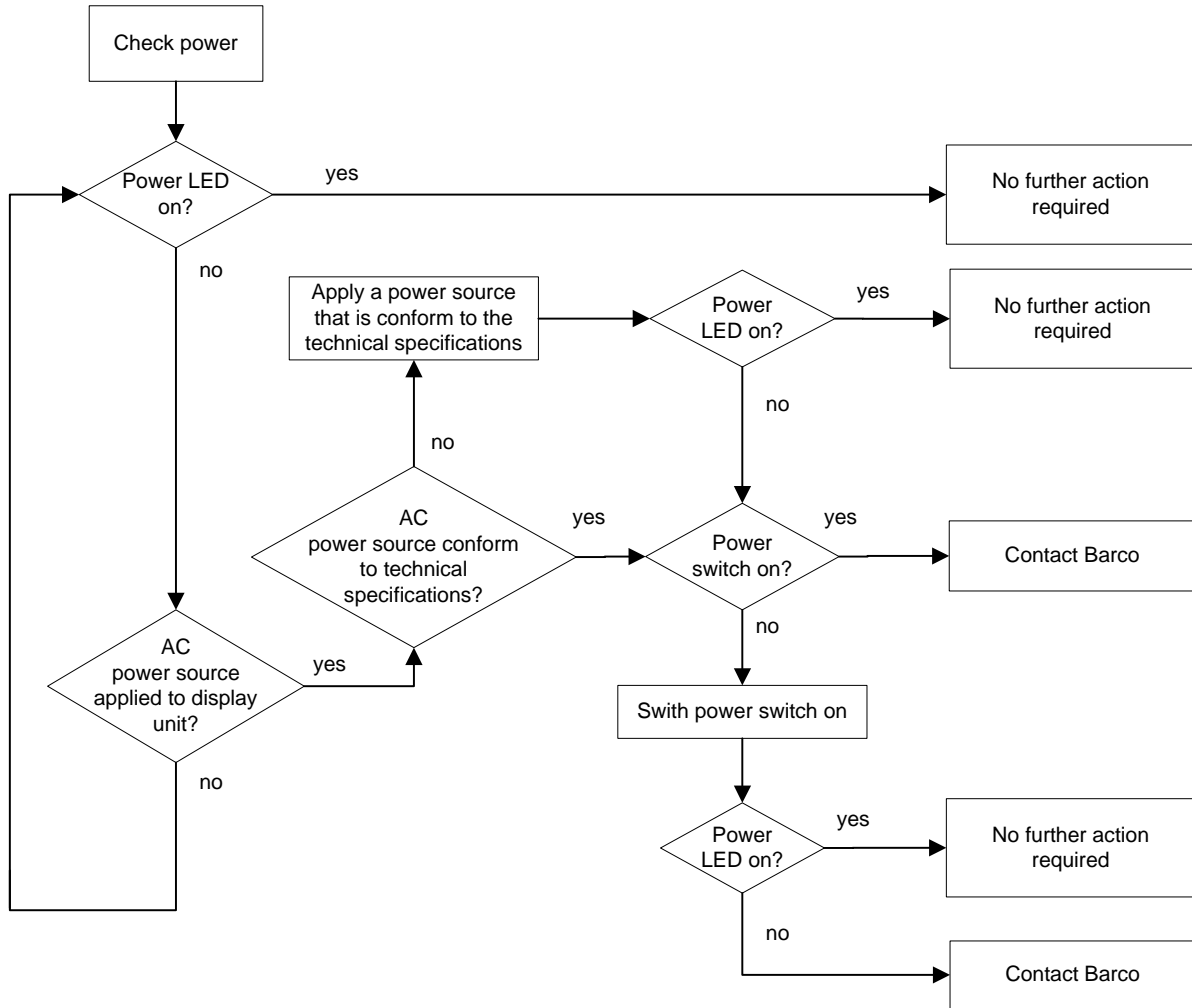 Check power
Power LED
on?
yes
No further action
required
no
Apply a power source
that is conform to the
technical specifications
Power
LED on?
yes
No further action
required
no
no
AC
power source conform
to technical
specifications?
yes
Power
switch on?
yes
Contact Barco
no
AC
power source
applied to display
unit?
yes
no
Swith power switch on
Power
LED on?
yes
No further action
required
no
Contact Barco